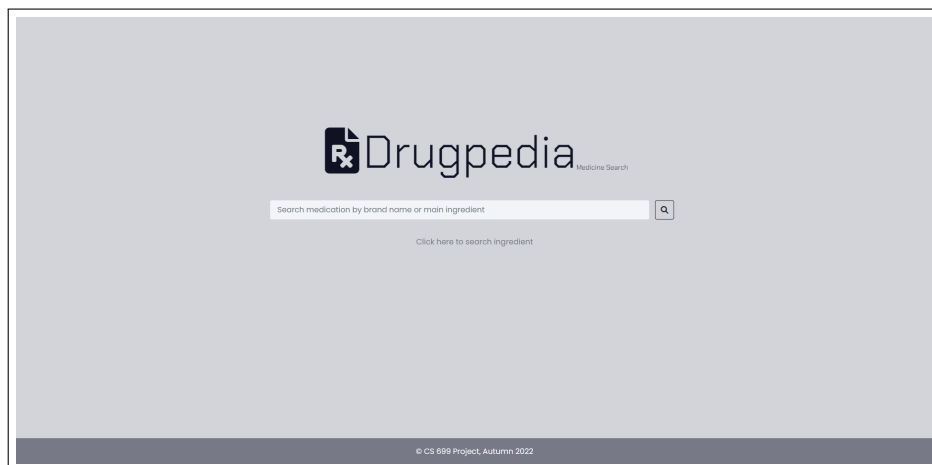 Rx Drugpedia Medicine Search
Search medication by brand name or main ingredient
Click here to search ingredient
© CS 699 Project, Autumn 2022